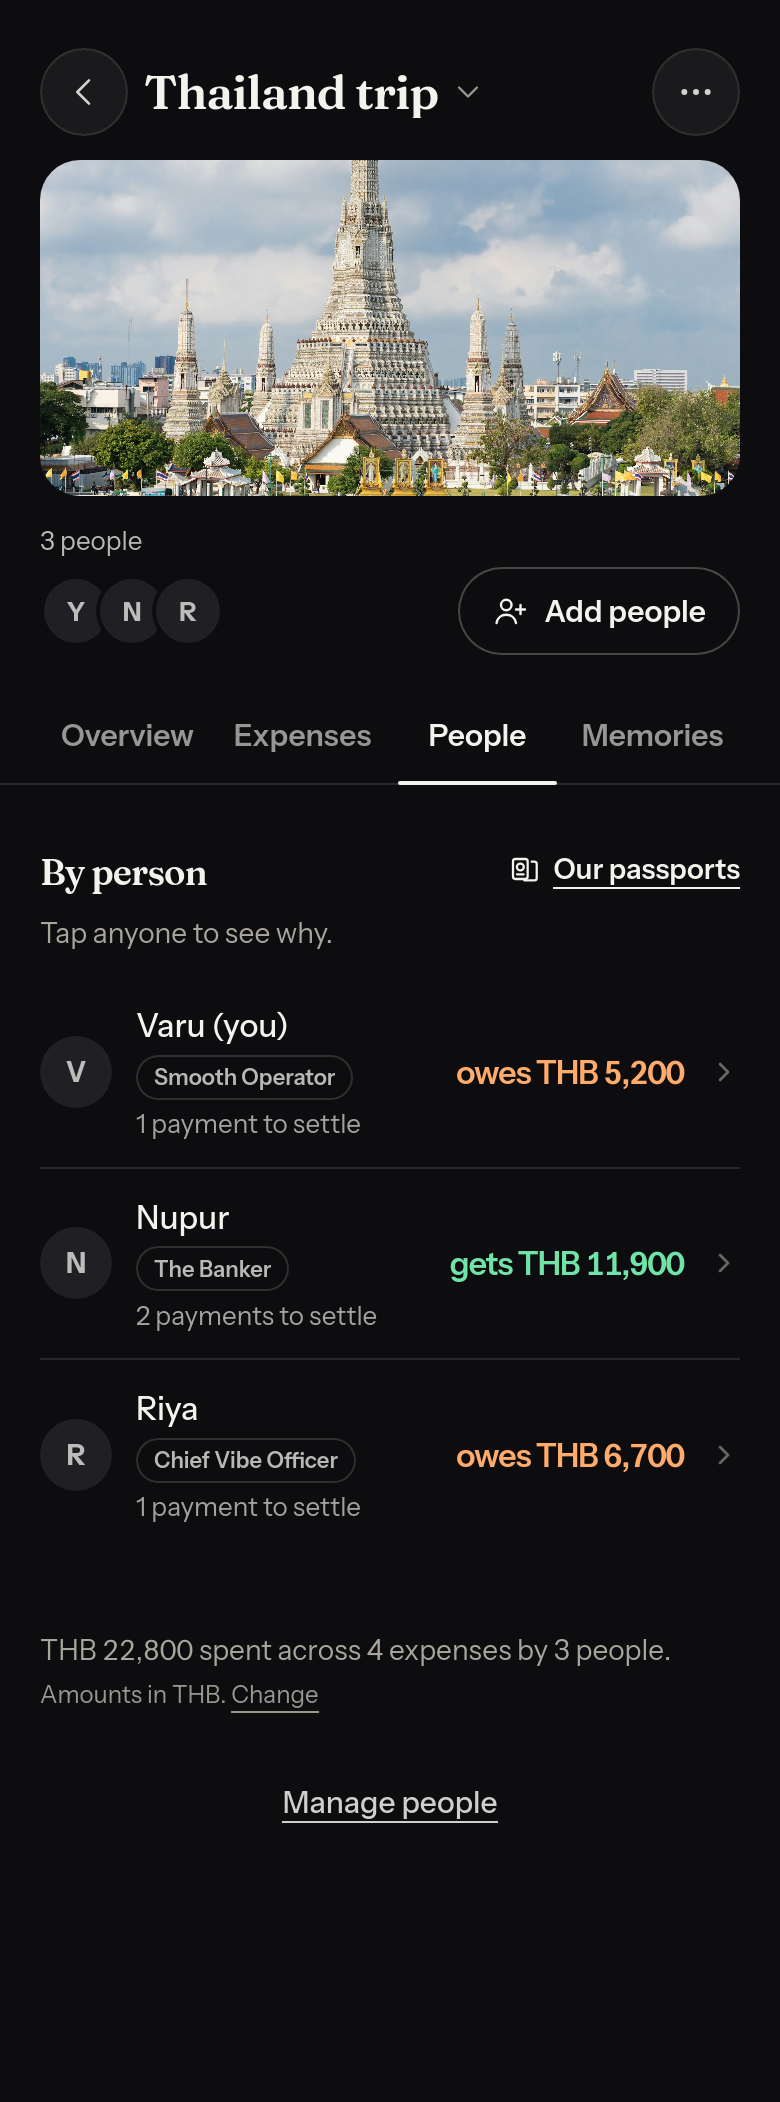 Thailand trip
3 people
Y N R
Add people
Overview Expenses People Memories
By person
Our passports
Tap anyone to see why.
Varu (you)
V
Smooth Operator
owes THB 5,200
1 payment to settle
Nupur
N
The Banker
gets THB 11,900
2 payments to settle
Riya
R
Chief Vibe Officer
owes THB 6,700
1 payment to settle
THB 22,800 spent across 4 expenses by 3 people.
Amounts in THB. Change
Manage people